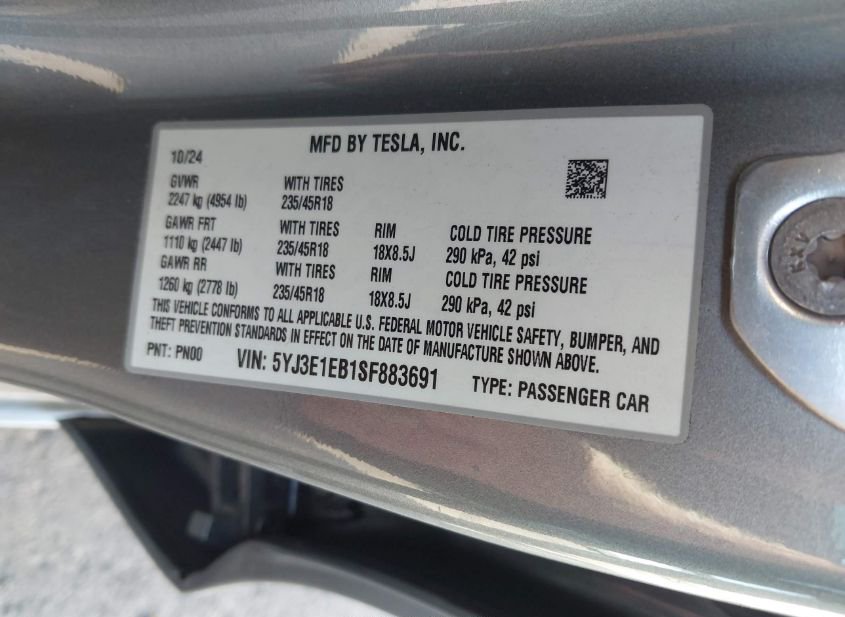 MFD BY TESLA, INC.
10/24
GVWR WITH TIRES
2247 kg (4954 lb) 235/45R18
GAWR FRT WITH TIRES RIM COLD TIRE PRESSURE
1110 kg (2447 lb) 235/45R18 18X8.5J 290 kPa, 42 psi
GAWR RR WITH TIRES RIM COLD TIRE PRESSURE
1260 kg (2778 lb) 235/45R18 18X8.5J 290 kPa, 42 psi
THIS VEHICLE CONFORMS TO ALL APPLICABLE U.S. FEDERAL MOTOR VEHICLE SAFETY, BUMPER, AND
THEFT PREVENTION STANDARDS IN EFFECT ON THE DATE OF MANUFACTURE SHOWN ABOVE.
PNT: PN00 VIN: 5YJ3E1EB1SF883691 TYPE: PASSENGER CAR